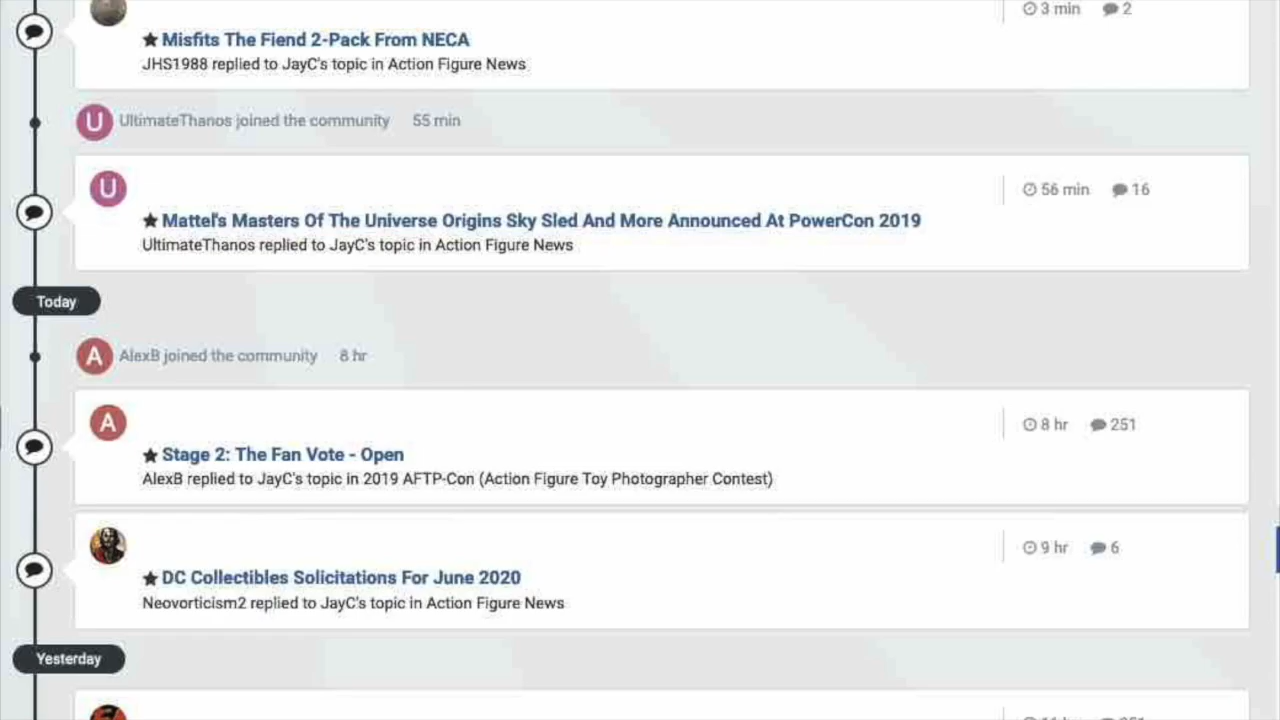 3 min 2
Misfits The Fiend 2-Pack From NECA
JHS1988 replied to JayC's topic in Action Figure News
U UltimateThanos joined the community 55 min
U 56 min 16
Mattel's Masters Of The Universe Origins Sky Sled And More Announced At PowerCon 2019
UltimateThanos replied to JayC's topic in Action Figure News
Today
A AlexB joined the community 8 hr
A 8 hr 251
Stage 2: The Fan Vote - Open
AlexB replied to JayC's topic in 2019 AFTP-Con (Action Figure Toy Photographer Contest)
9 hr 6
DC Collectibles Solicitations For June 2020
Neovorticism2 replied to JayC's topic in Action Figure News
Yesterday